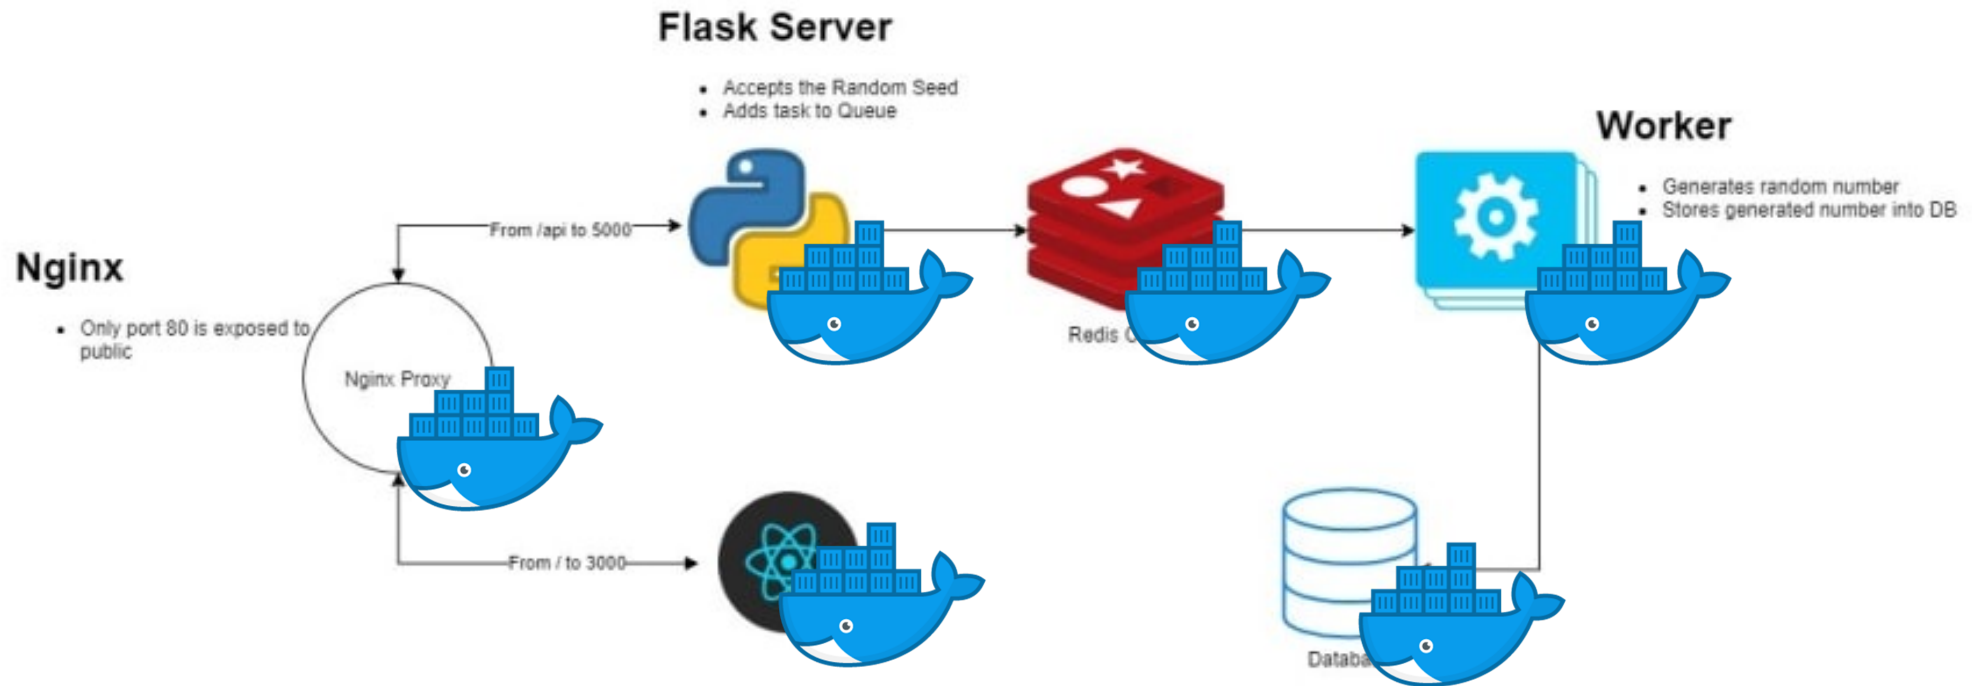 Flask Server
Accepts the Random Seed
Adds task to Queue
Worker
Generates random number
Stores generated number into DB
From /api to 5000
Nginx
Only port 80 is exposed to
public
Redis
Nginx Proxy
From / to 3000